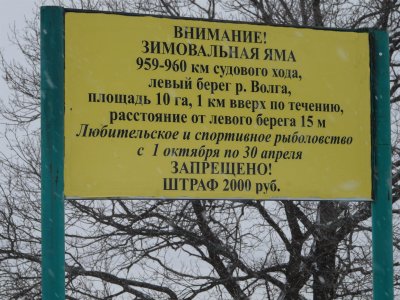 ВНИМАНИЕ!
ЗИМОВАЛЬНАЯ ЯМА
959-960 км судового хода,
левый берег р. Волга,
площадь 10 га, 1 км вверх по течению,
расстояние от левого берега 15 м
Любительское и спортивное рыболовство
с 1 октября по 30 апреля
ЗАПРЕЩЕНО!
ШТРАФ 2000 руб.